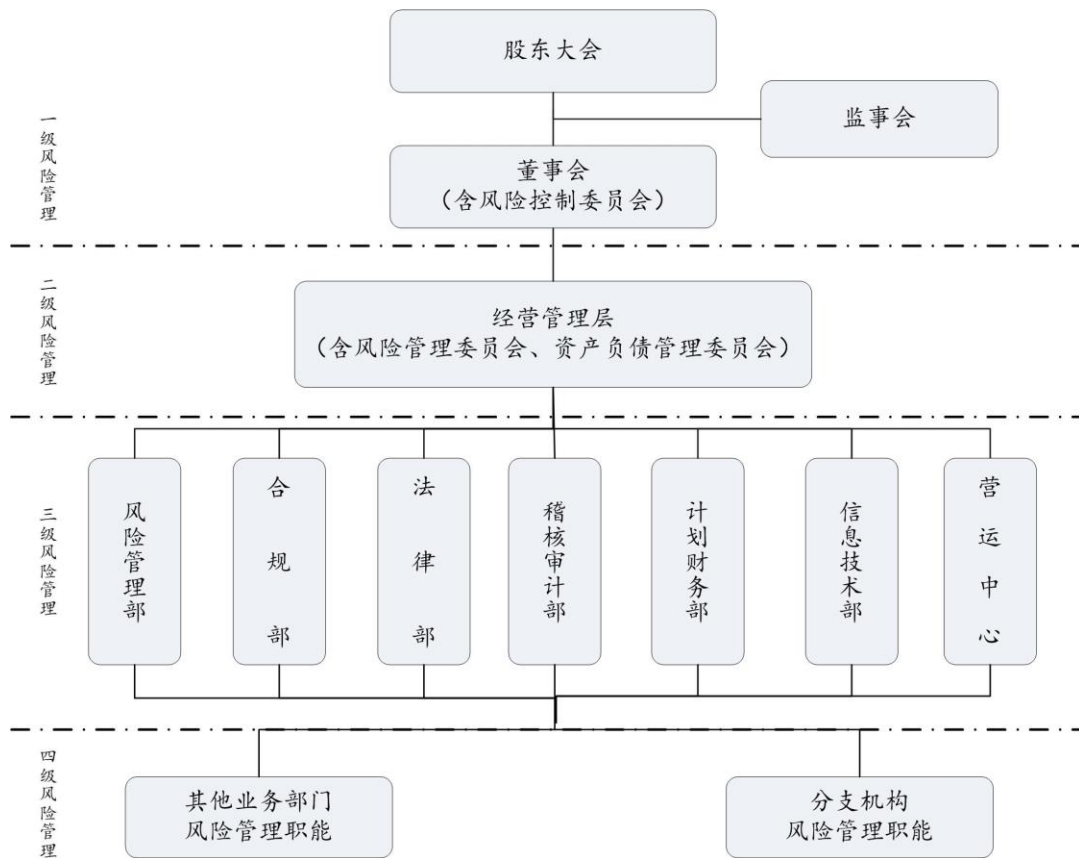 股东大会
监事会
一级风险管理
董事会
（含风险控制委员会）
二级风险管理
经营管理层
（含风险管理委员会、资产负债管理委员会）
三级风险管理
风险管理部
合规部
法律部
稽核审计部
计划财务部
信息技术部
营运中心
四级风险管理
其他业务部门
风险管理职能
分支机构
风险管理职能